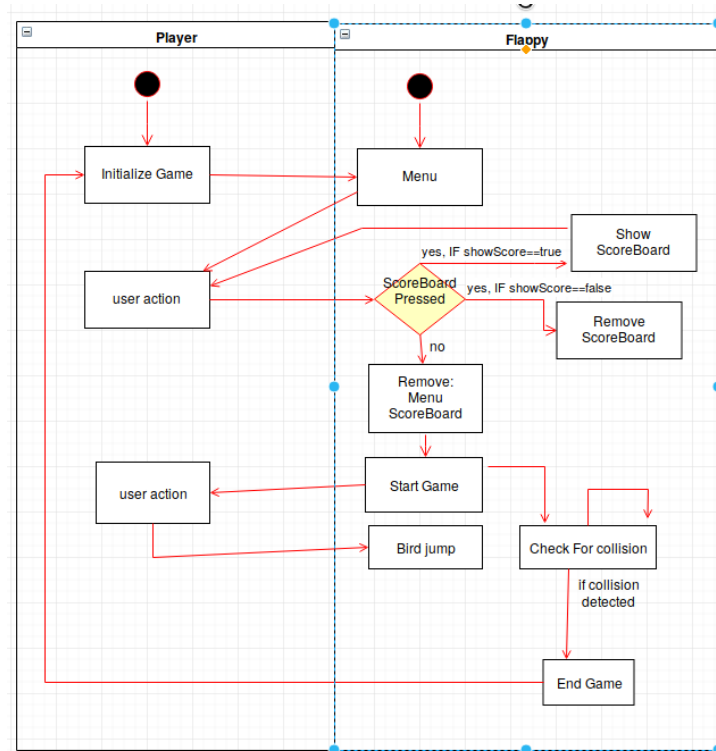 Player
Flappy
Initialize Game
Menu
Show
ScoreBoard
yes, IF showScore==true
user action
ScoreBoard
Pressed
yes, IF showScore==false
Remove
ScoreBoard
no
Remove:
Menu
ScoreBoard
Start Game
user action
Bird jump
Check For collision
if collision
detected
End Game